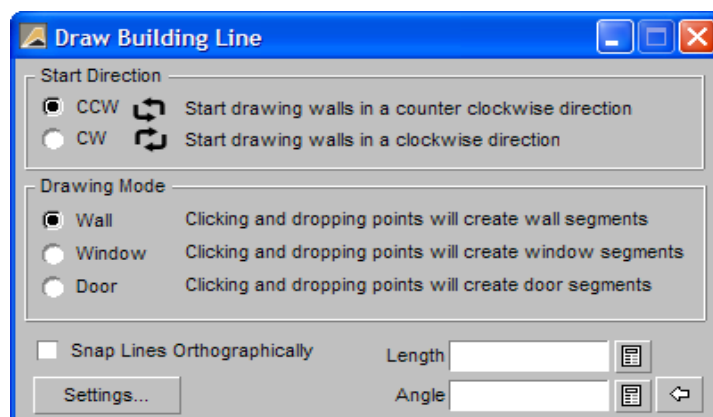 Draw Building Line
Start Direction
CCW Start drawing walls in a counter clockwise direction
CW Start drawing walls in a clockwise direction
Drawing Mode
Wall Clicking and dropping points will create wall segments
Window Clicking and dropping points will create window segments
Door Clicking and dropping points will create door segments
Snap Lines Orthographically Length
Settings... Angle